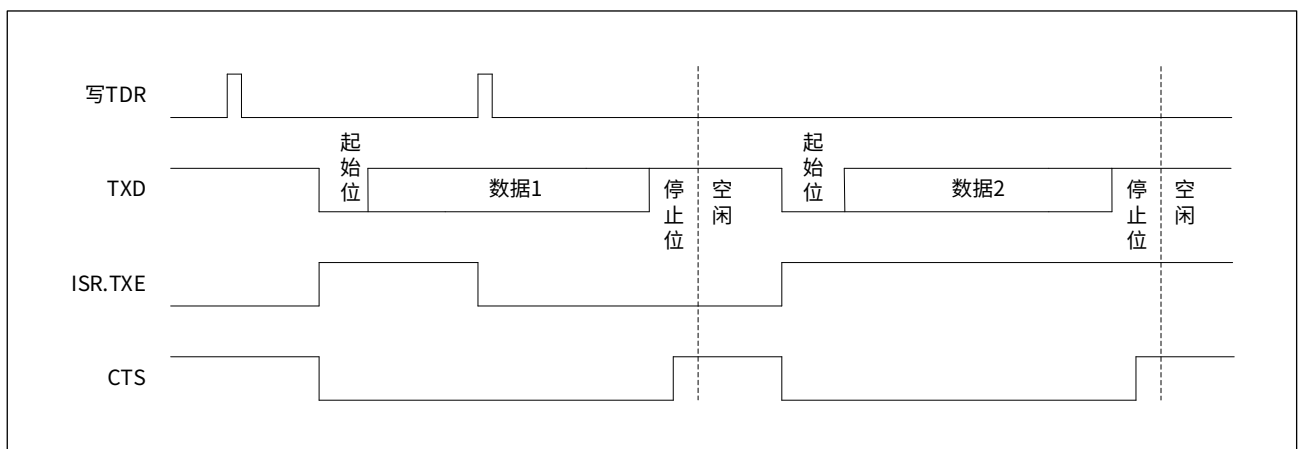 写TDR
起始位
起始位
TXD
数据1
停止位
空闲
数据2
停止位
空闲
ISR.TXE
CTS